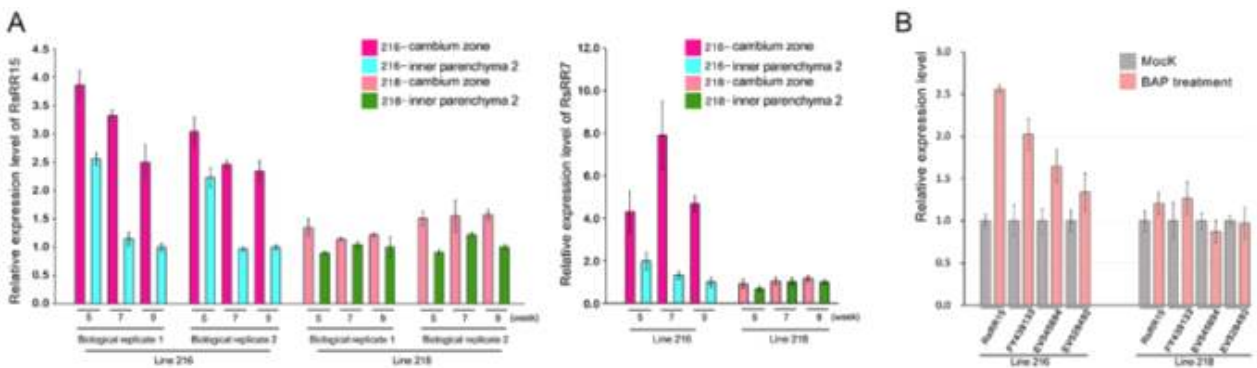 A
Relative expression level of RsRR15
4.5
4.0
3.5
3.0
2.5
2.0
1.5
1.0
0.5
0.0
216- cambium zone
216- inner parenchyma 2
218- cambium zone
218- inner parenchyma 2
5 7 9 5 7 9 5 7 9 5 7 9 (week)
Biological replicate 1 Biological replicate 2 Biological replicate 1 Biological replicate 2
Line 216 Line 218
Relative expression level of RsRR7
12.0
10.0
8.0
6.0
4.0
2.0
0.0
216- cambium zone
216- inner parenchyma 2
218- cambium zone
218- inner parenchyma 2
5 7 9 5 7 9 (week)
Line 216 Line 218
B
Relative expression level
2.5
1.5
1.0
0.5
0.0
MocK
BAP treatment
RsRR15 FY439133 RsRR15 FY439133
Line 216 Line 218